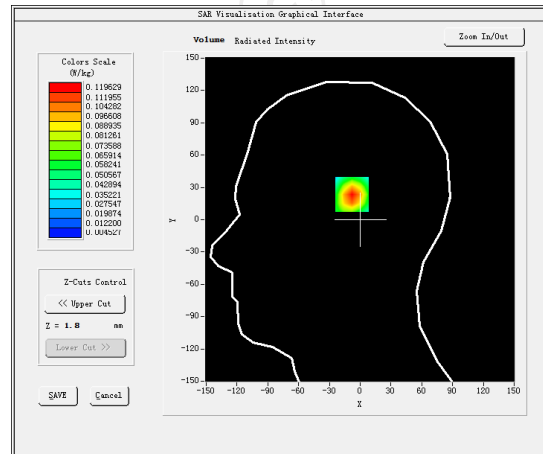 SAR Visualisation Graphical Interface
Volume Radiated Intensity
Zoom In/Out
Colors Scale
(W/kg)
0.119629
0.111955
0.104282
0.096608
0.088935
0.081261
0.073588
0.065914
0.058241
0.050567
0.042894
0.035221
0.027547
0.019874
0.012200
0.004527
Z-Cuts Control
<< Upper Cut
Z = 1.8 mm
Lower Cut >>
SAVE Cancel
150
120
90
60
30
0
-30
-60
-90
-120
-150
Y
-150 -120 -90 -60 -30 0 30 60 90 120 150
X